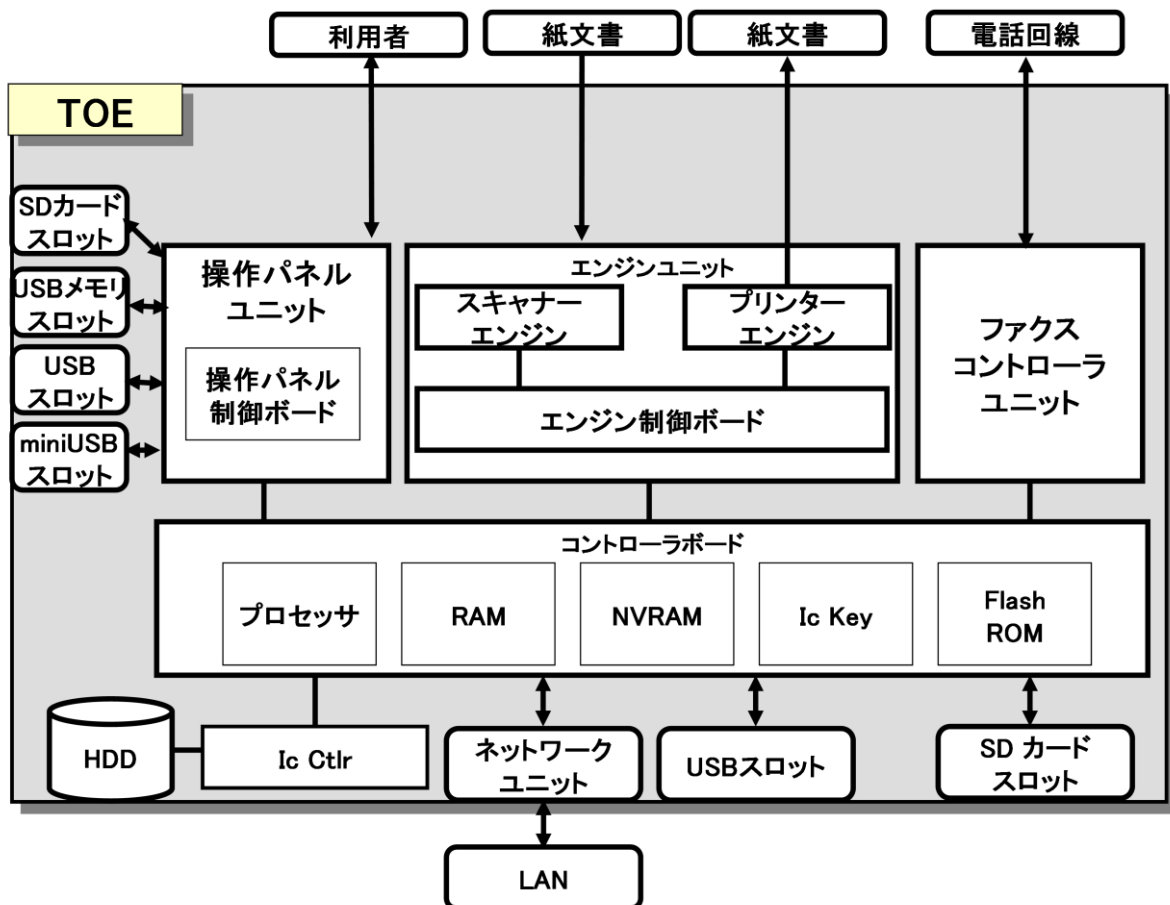 利用者
紙文書
紙文書
電話回線
TOE
SDカード
スロット
USBメモリ
スロット
USB
スロット
miniUSB
スロット
操作パネル
ユニット
操作パネル
制御ボード
エンジンユニット
スキャナー
エンジン
プリンター
エンジン
エンジン制御ボード
ファクス
コントローラ
ユニット
コントローラボード
プロセッサ
RAM
NVRAM
Ic Key
Flash
ROM
HDD
Ic Ctlr
ネットワーク
ユニット
USBスロット
SD カード
スロット
LAN